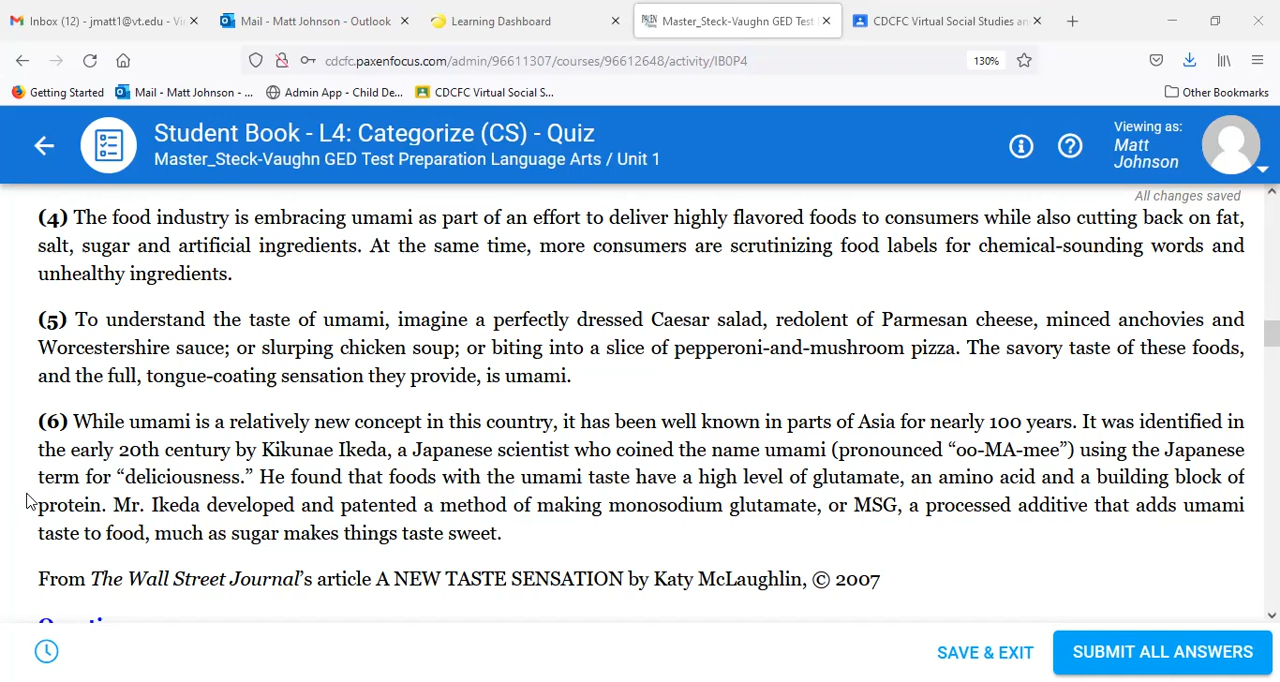 Inbox (12) - jmatt1@vt.edu - Vi
Mail - Matt Johnson - Outlook
Learning Dashboard
Master_Steck-Vaughn GED Test
CDCFC Virtual Social Studies an
cdcfc.paxenfocus.com/admin/96611307/courses/96612648/activity/IB0P4
130%
Getting Started
Mail - Matt Johnson - ...
Admin App - Child De...
CDCFC Virtual Social S...
Other Bookmarks
Student Book - L4: Categorize (CS) - Quiz
Master_Steck-Vaughn GED Test Preparation Language Arts / Unit 1
Viewing as:
Matt
Johnson
All changes saved
(4) The food industry is embracing umami as part of an effort to deliver highly flavored foods to consumers while also cutting back on fat,
salt, sugar and artificial ingredients. At the same time, more consumers are scrutinizing food labels for chemical-sounding words and
unhealthy ingredients.
(5) To understand the taste of umami, imagine a perfectly dressed Caesar salad, redolent of Parmesan cheese, minced anchovies and
Worcestershire sauce; or slurping chicken soup; or biting into a slice of pepperoni-and-mushroom pizza. The savory taste of these foods,
and the full, tongue-coating sensation they provide, is umami.
(6) While umami is a relatively new concept in this country, it has been well known in parts of Asia for nearly 100 years. It was identified in
the early 20th century by Kikunae Ikeda, a Japanese scientist who coined the name umami (pronounced “oo-MA-mee”) using the Japanese
term for “deliciousness.” He found that foods with the umami taste have a high level of glutamate, an amino acid and a building block of
protein. Mr. Ikeda developed and patented a method of making monosodium glutamate, or MSG, a processed additive that adds umami
taste to food, much as sugar makes things taste sweet.
From The Wall Street Journal’s article A NEW TASTE SENSATION by Katy McLaughlin, © 2007
SAVE & EXIT
SUBMIT ALL ANSWERS